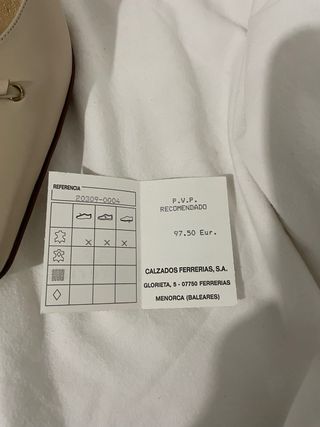 REFERENCIA
20309-0004
X X X
P.V.P.
RECOMENDADO
97.50 Eur.
CALZADOS FERRERIAS, S.A.
GLORIETA, 5 - 07750 FERRERIAS
MENORCA (BALEARES)